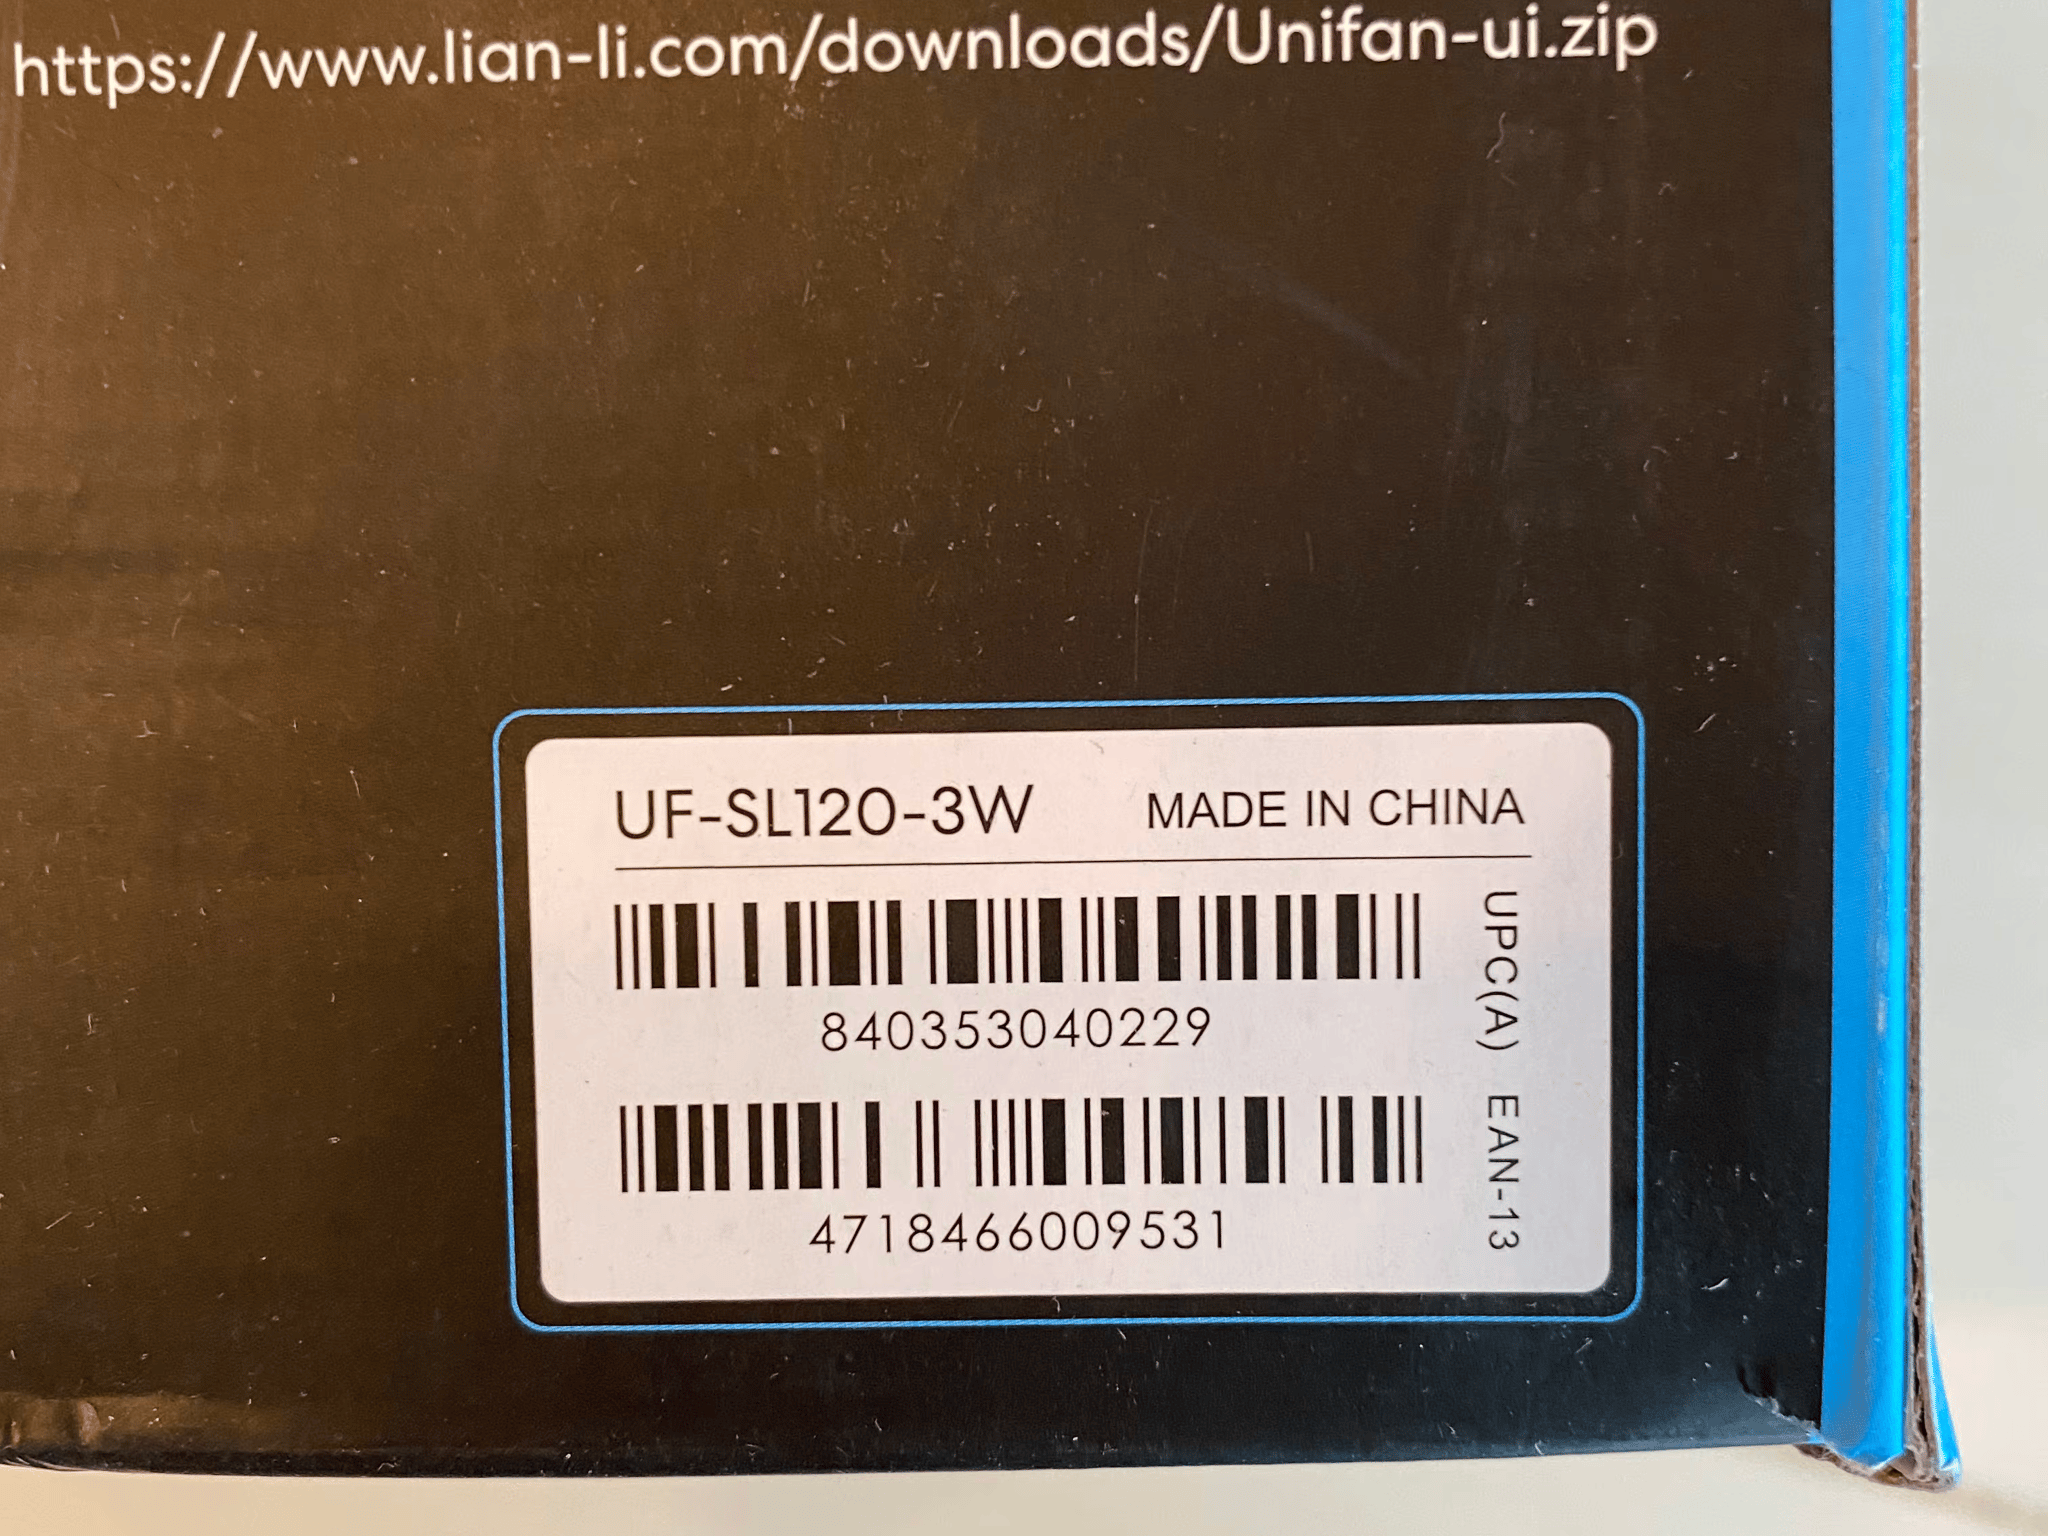 https://www.lian-li.com/downloads/Unifan-ui.zip
UF-SL120-3W
MADE IN CHINA
840353040229
UPC(A)
4718466009531
EAN-13